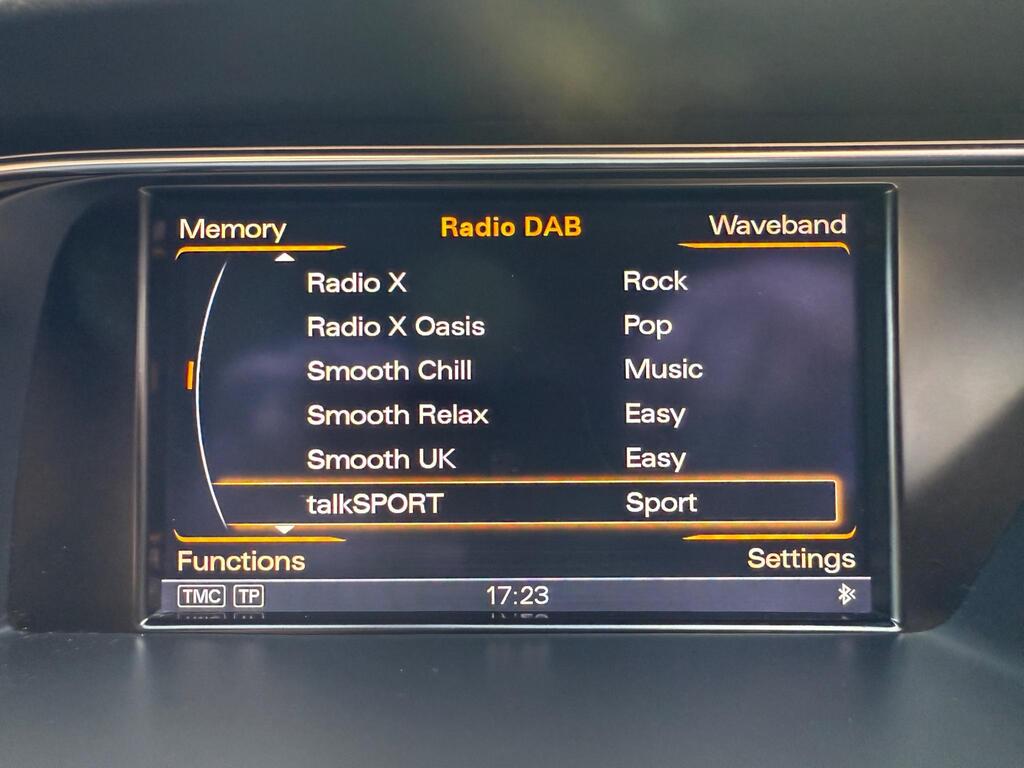 Memory Radio DAB Waveband
Radio X Rock
Radio X Oasis Pop
Smooth Chill Music
Smooth Relax Easy
Smooth UK Easy
talkSPORT Sport
Functions Settings
TMC TP 17:23